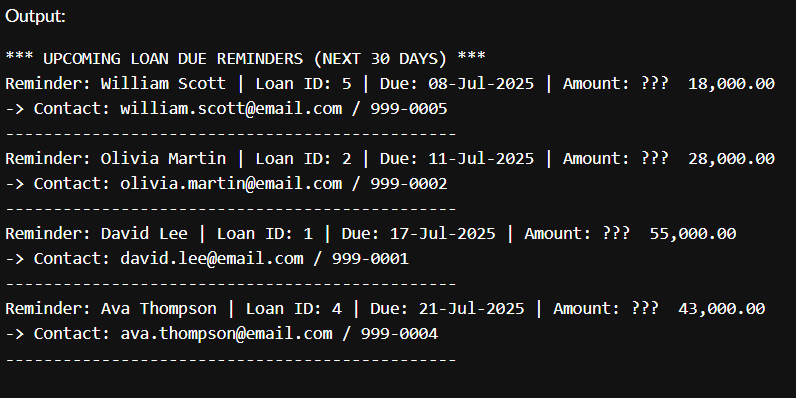 Output:
*** UPCOMING LOAN DUE REMINDERS (NEXT 30 DAYS) ***
Reminder: William Scott | Loan ID: 5 | Due: 08-Jul-2025 | Amount: ???  18,000.00
-> Contact: william.scott@email.com / 999-0005
------------------------------------------------
Reminder: Olivia Martin | Loan ID: 2 | Due: 11-Jul-2025 | Amount: ???  28,000.00
-> Contact: olivia.martin@email.com / 999-0002
------------------------------------------------
Reminder: David Lee | Loan ID: 1 | Due: 17-Jul-2025 | Amount: ???  55,000.00
-> Contact: david.lee@email.com / 999-0001
------------------------------------------------
Reminder: Ava Thompson | Loan ID: 4 | Due: 21-Jul-2025 | Amount: ???  43,000.00
-> Contact: ava.thompson@email.com / 999-0004
------------------------------------------------